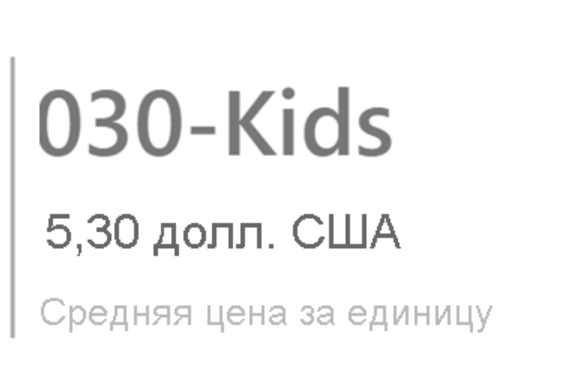 030-Kids
5,30 долл. США
Средняя цена за единицу